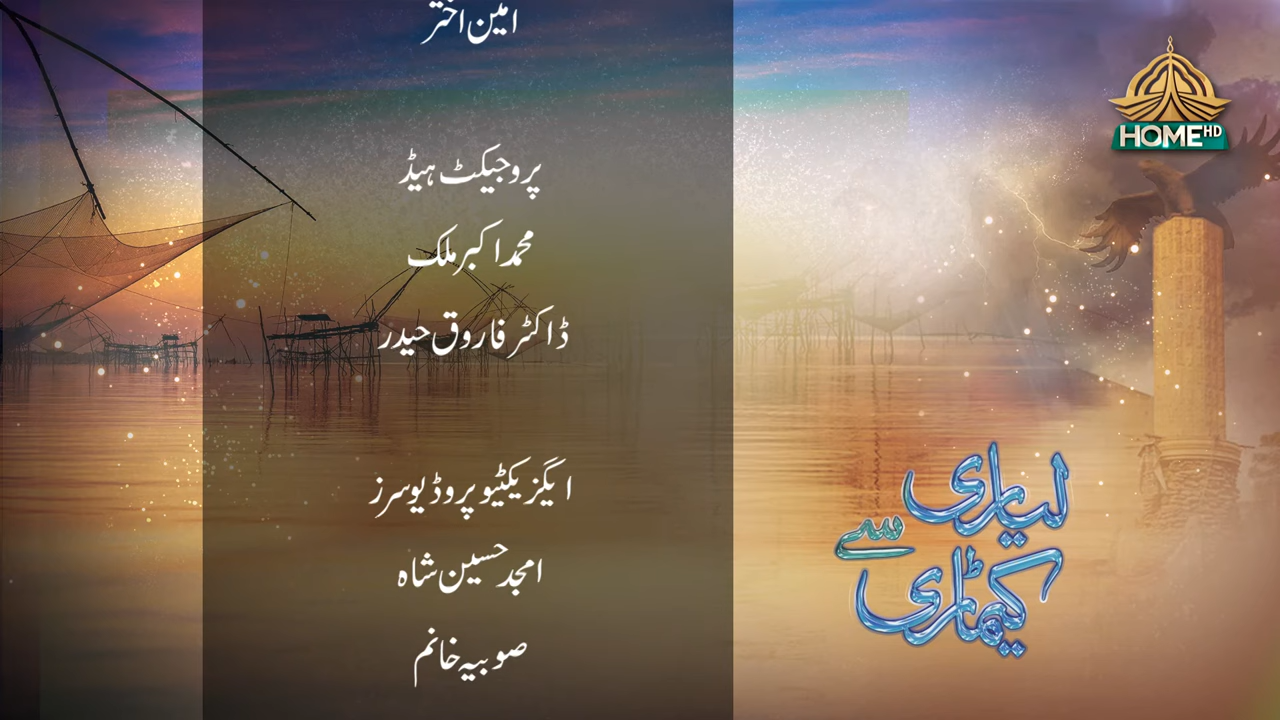 امین اختر
پروجیکٹ ہیڈ
محمد اکبر ملک
ڈاکٹر فاروق حیدر
ایگزیکٹیو پروڈیوسرز
امجد حسین شاہ
صوبیہ خانم
HOME HD
لیاری
سے
کیماڑی